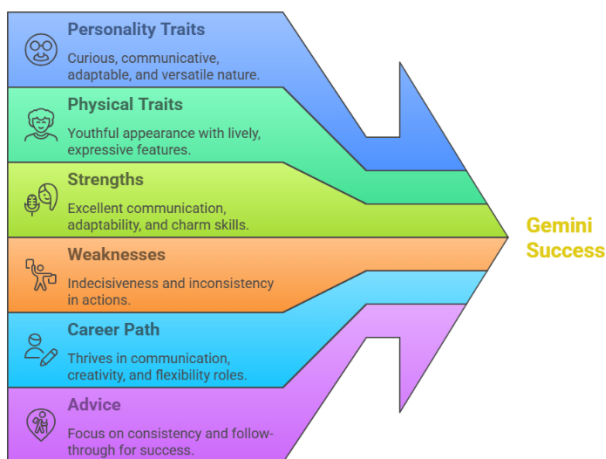 Personality Traits
Curious, communicative,
adaptable, and versatile nature.
Physical Traits
Youthful appearance with lively,
expressive features.
Strengths
Excellent communication,
adaptability, and charm skills.
Weaknesses
Indecisiveness and inconsistency
in actions.
Career Path
Thrives in communication,
creativity, and flexibility roles.
Advice
Focus on consistency and follow-
through for success.
Gemini
Success